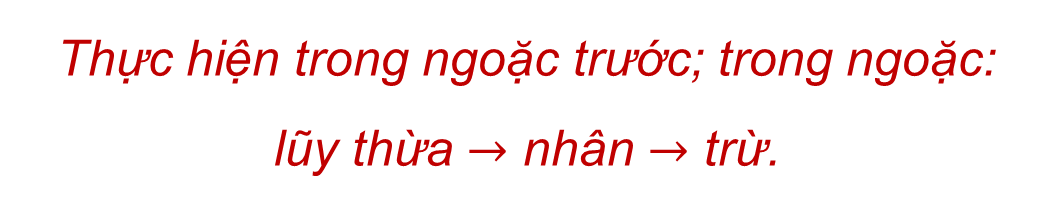 Thực hiện trong ngoặc trước; trong ngoặc:
lũy thừa → nhân → trừ.